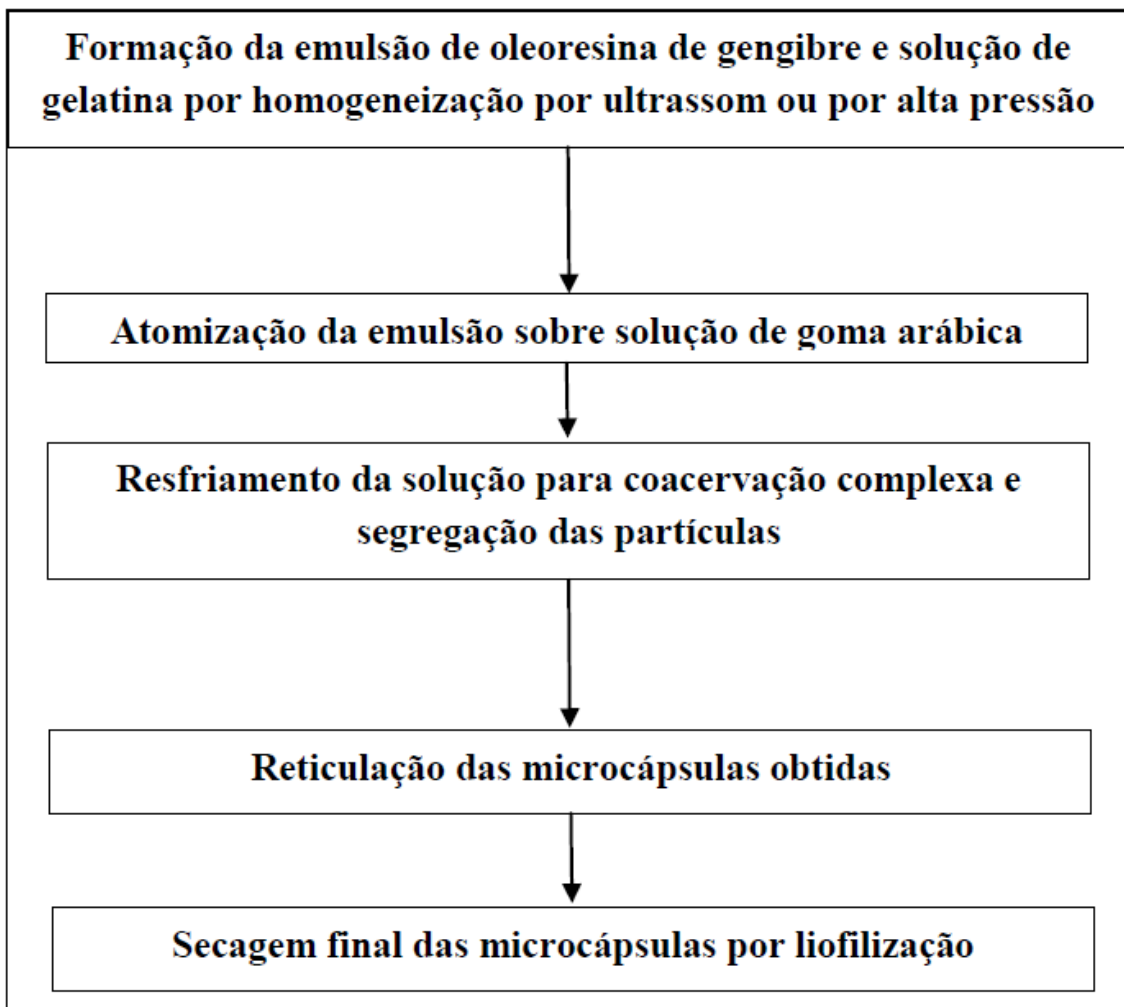 Formação da emulsão de oleoresina de gengibre e solução de
gelatina por homogeneização por ultrassom ou por alta pressão
Atomização da emulsão sobre solução de goma arábica
Resfriamento da solução para coacervação complexa e
segregação das partículas
Reticulação das microcápsulas obtidas
Secagem final das microcápsulas por liofilização